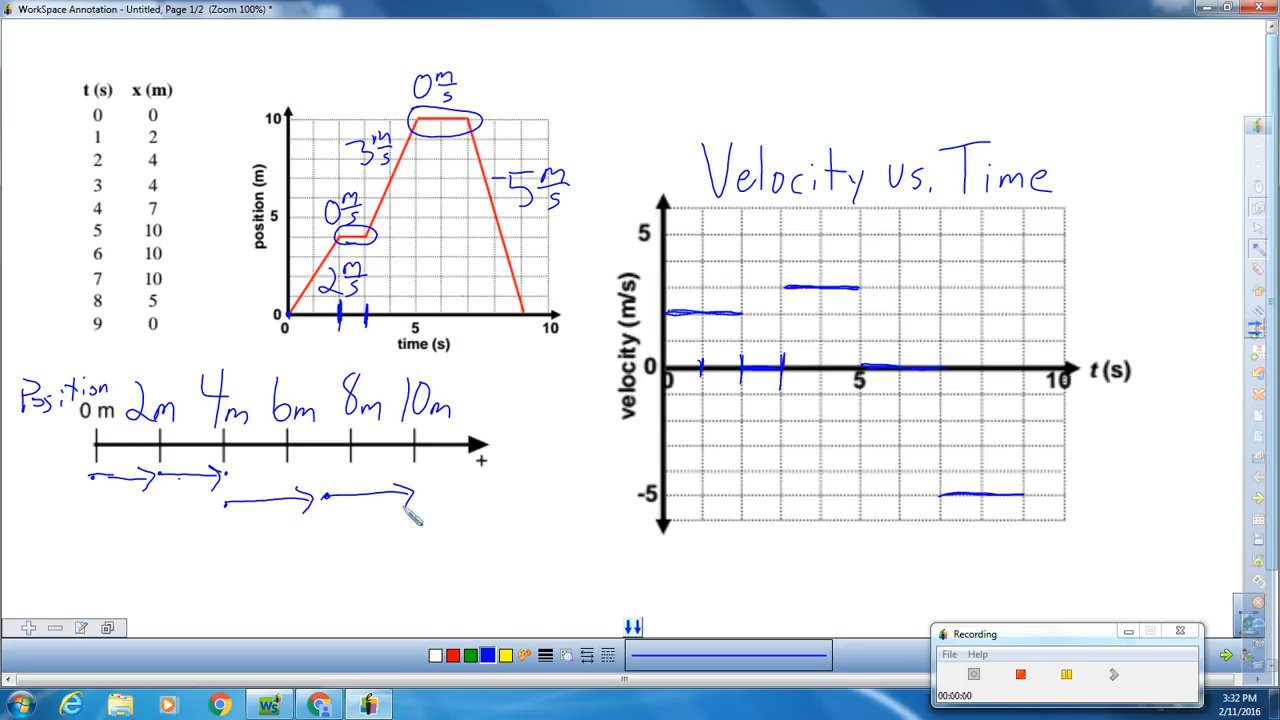 WorkSpace Annotation - Untitled, Page 1/2 (Zoom 100%) *
t (s) x (m)
0 0
1 2
2 4
3 4
4 7
5 10
6 10
7 10
8 5
9 0
0 m/s
10
3 m/s
-5 m/s
0 m/s
position (m)
5
2 m/s
0
0 5 10
time (s)
Velocity vs. Time
5
velocity (m/s)
0
0 5 10 t (s)
-5
Position
0 m 2m 4m 6m 8m 10m
+
Recording
File Help
00:00:00
3:32 PM
2/11/2016